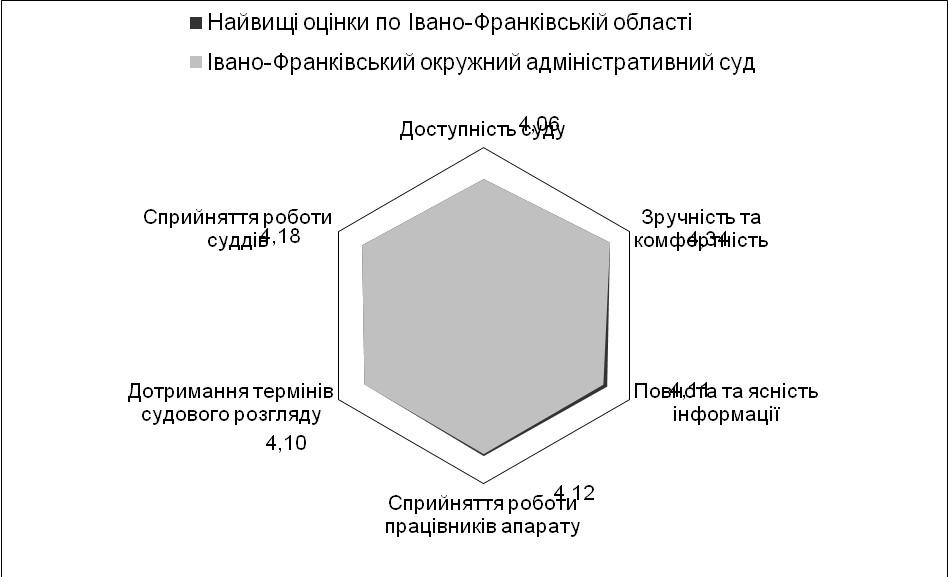 Найвищі оцінки по Івано-Франківській області
Івано-Франківський окружний адміністративний суд
4,06
Доступність суду
Сприйняття роботи
суддів
4,18
Зручність та
комфортність
4,34
Дотримання термінів
судового розгляду
4,10
Повнота та ясність
4,11
інформації
4,12
Сприйняття роботи
працівників апарату